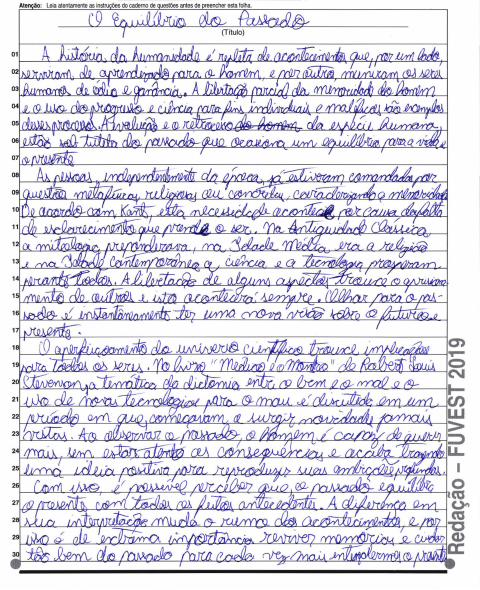 Atenção: Leia atentamente as instruções do caderno de questões antes de preencher esta folha.
O Equilíbrio do Passado
(Título)
01 A história da humanidade é repleta de acontecimentos que, por um lado,
02 serviram de aprendizado para o homem, e por outro, muniram os seres
03 humanos de ódio e ganância. A libertação parcial da menoridade do homem
04 e o uso do progresso e ciência para fins individuais e maléficos são exemplos
05 desse processo. A evolução e o retrocesso do homem da espécie humana
06 estão sob tutela do passado que ocasiona um equilíbrio para a vida e
07 o presente.
08 As pessoas, independentemente da época, já estiveram comandadas por
09 questões metafísicas, religiosas ou concretas, caracterizando a menoridade.
10 De acordo com Kant, esta necessidade acontece por causa da falta
11 de esclarecimento que prende o ser. Na Antiguidade Clássica
12 a mitologia prepondera, na Idade Média era a religião
13 e na Idade Contemporânea a ciência e a tecnologia prosperam
14 perante todos. A libertação de alguns aspectos trouxe o
15 mento de outros e isto acontecerá sempre. Olhar para o pas-
16 sado é instantaneamente ter uma nova visão sobre o futuro e
17 presente.
18 O aperfeiçoamento do universo científico trouxe implicações
19 para todos os seres. No livro "Médico e o Monstro" de Robert Louis
20 Stevenson, a temática da dicotomia entre o bem e o mal e o
21 uso de novas tecnologias para o mau é discutida em um
22 período em que começaram a surgir novidades jamais
23 vistas. Ao observar o passado, o homem é capaz de querer
24 mais, sem estar atento as consequências e acaba trazendo
25 uma ideia positiva para reproduzir suas ambições
26 Com isso, é possível perceber que o passado equilibra
27 o presente com todos os feitos antecedentes. A diferença em
28 sua interpretação muda o rumo dos acontecimentos, e por
29 isso é de extrema importância reviver memórias e cuidar
30 tão bem do passado para cada vez mais entendermos o presente
Redação – FUVEST 2019